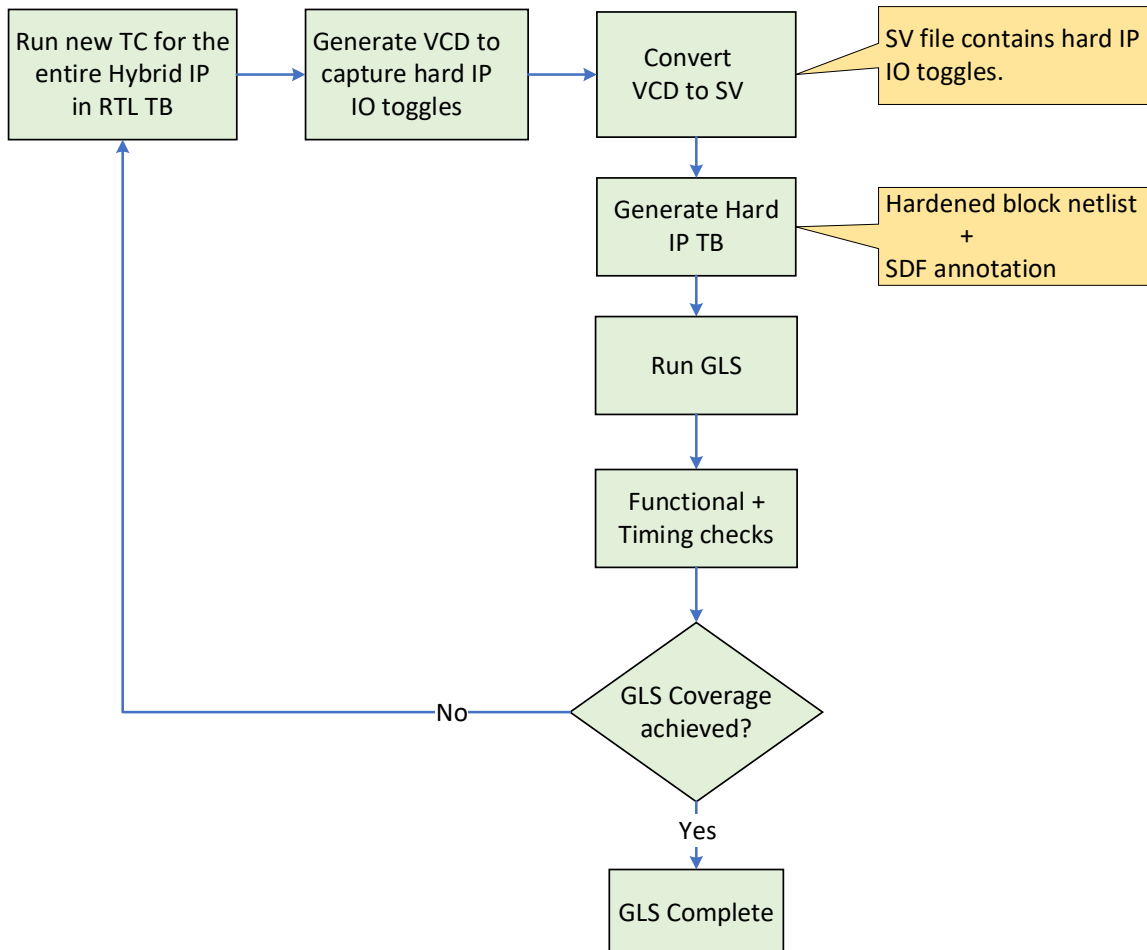 Run new TC for the
entire Hybrid IP
in RTL TB
Generate VCD to
capture hard IP
IO toggles
Convert
VCD to SV
SV file contains hard IP
IO toggles.
Generate Hard
IP TB
Hardened block netlist
+
SDF annotation
Run GLS
Functional +
Timing checks
GLS Coverage
achieved?
No
Yes
GLS Complete